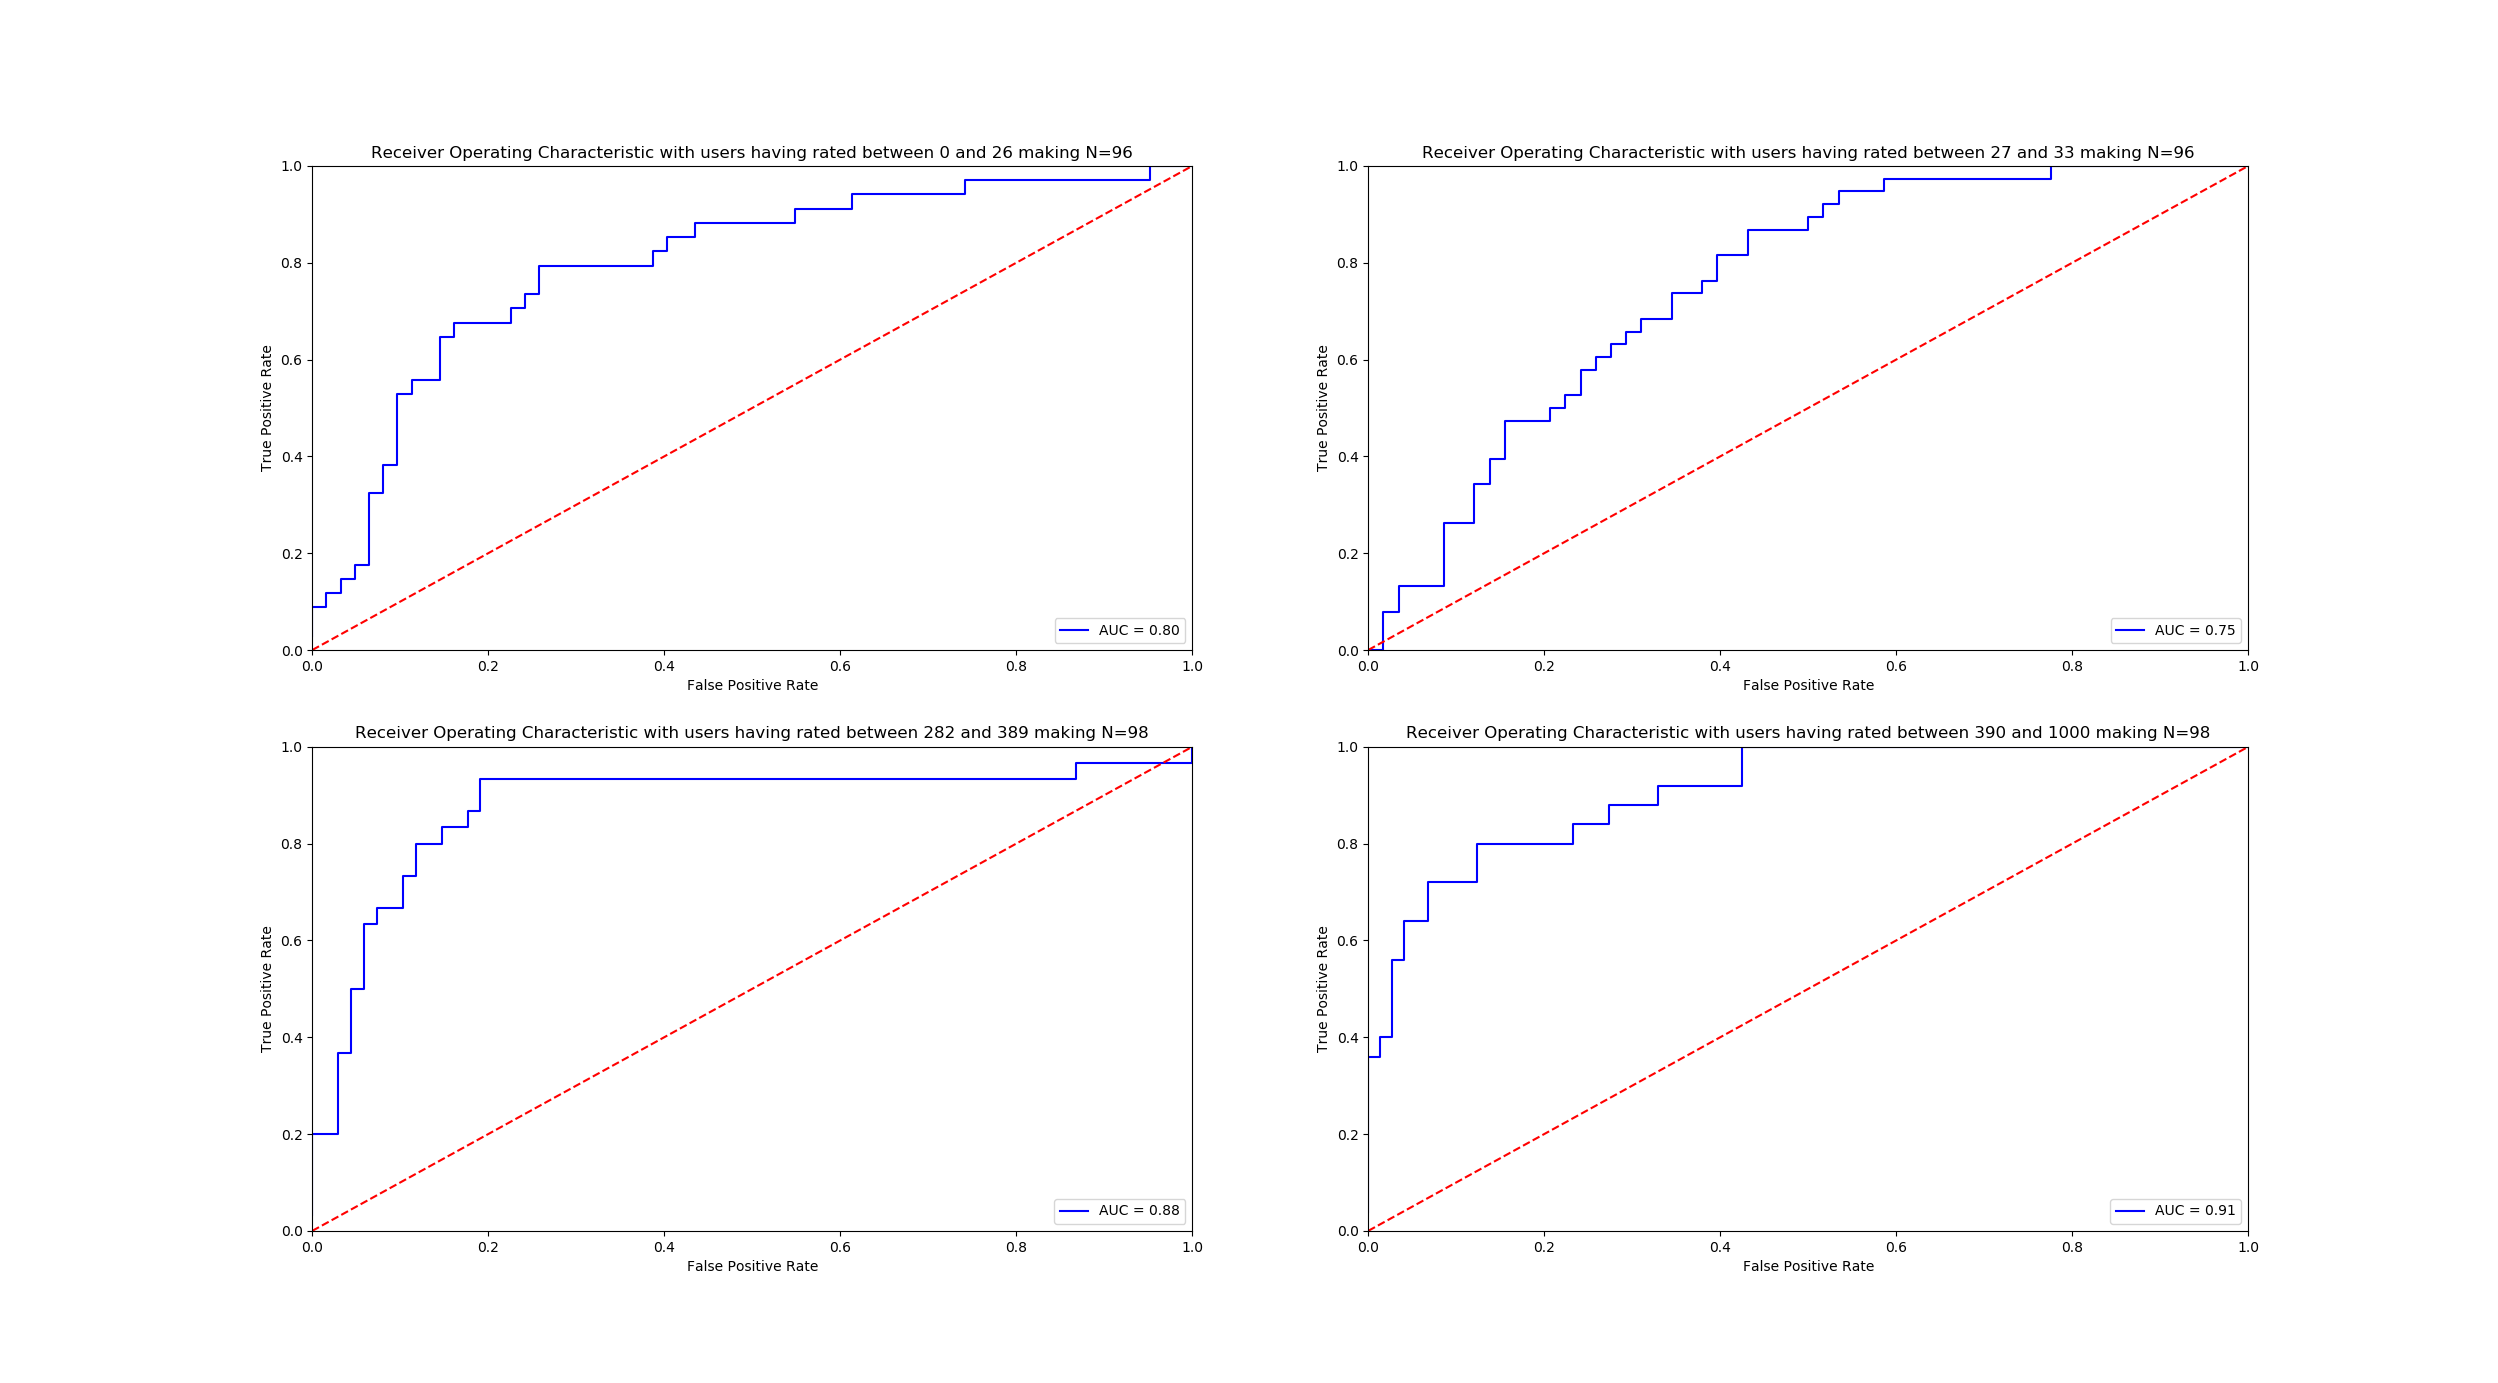 Receiver Operating Characteristic with users having rated between 0 and 26 making N=96
1.0
0.8
0.6
0.4
0.2
0.0
True Positive Rate
AUC = 0.80
0.0 0.2 0.4 0.6 0.8 1.0
False Positive Rate
Receiver Operating Characteristic with users having rated between 27 and 33 making N=96
1.0
0.8
0.6
0.4
0.2
0.0
True Positive Rate
AUC = 0.75
0.0 0.2 0.4 0.6 0.8 1.0
False Positive Rate
Receiver Operating Characteristic with users having rated between 282 and 389 making N=98
1.0
0.8
0.6
0.4
0.2
0.0
True Positive Rate
AUC = 0.88
0.0 0.2 0.4 0.6 0.8 1.0
False Positive Rate
Receiver Operating Characteristic with users having rated between 390 and 1000 making N=98
1.0
0.8
0.6
0.4
0.2
0.0
True Positive Rate
AUC = 0.91
0.0 0.2 0.4 0.6 0.8 1.0
False Positive Rate